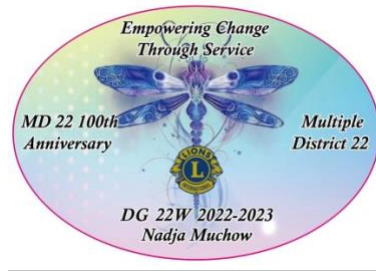 Empowering Change
Through Service
MD 22 100th
Anniversary
Multiple
District 22
LIONS
L
INTERNATIONAL
DG 22W 2022-2023
Nadja Muchow